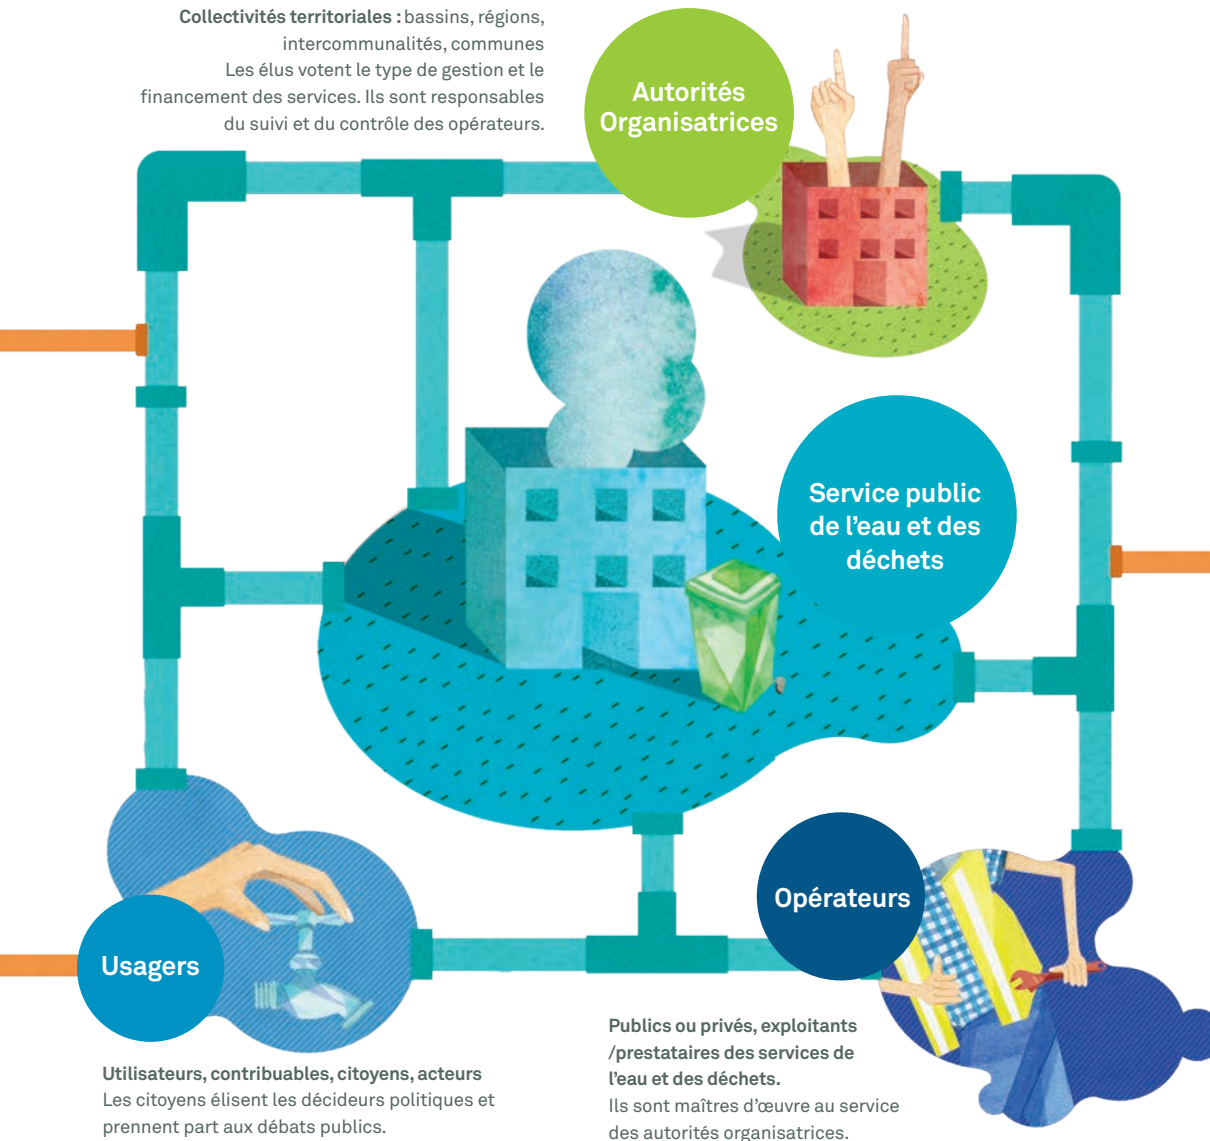 Collectivités territoriales : bassins, régions,
intercommunalités, communes
Les élus votent le type de gestion et le
financement des services. Ils sont responsables
du suivi et du contrôle des opérateurs.
Autorités
Organisatrices
Service public
de l’eau et des
déchets
Opérateurs
Usagers
Utilisateurs, contribuables, citoyens, acteurs
Les citoyens élisent les décideurs politiques et
prennent part aux débats publics.
Publics ou privés, exploitants
/prestataires des services de
l’eau et des déchets.
Ils sont maîtres d’œuvre au service
des autorités organisatrices.